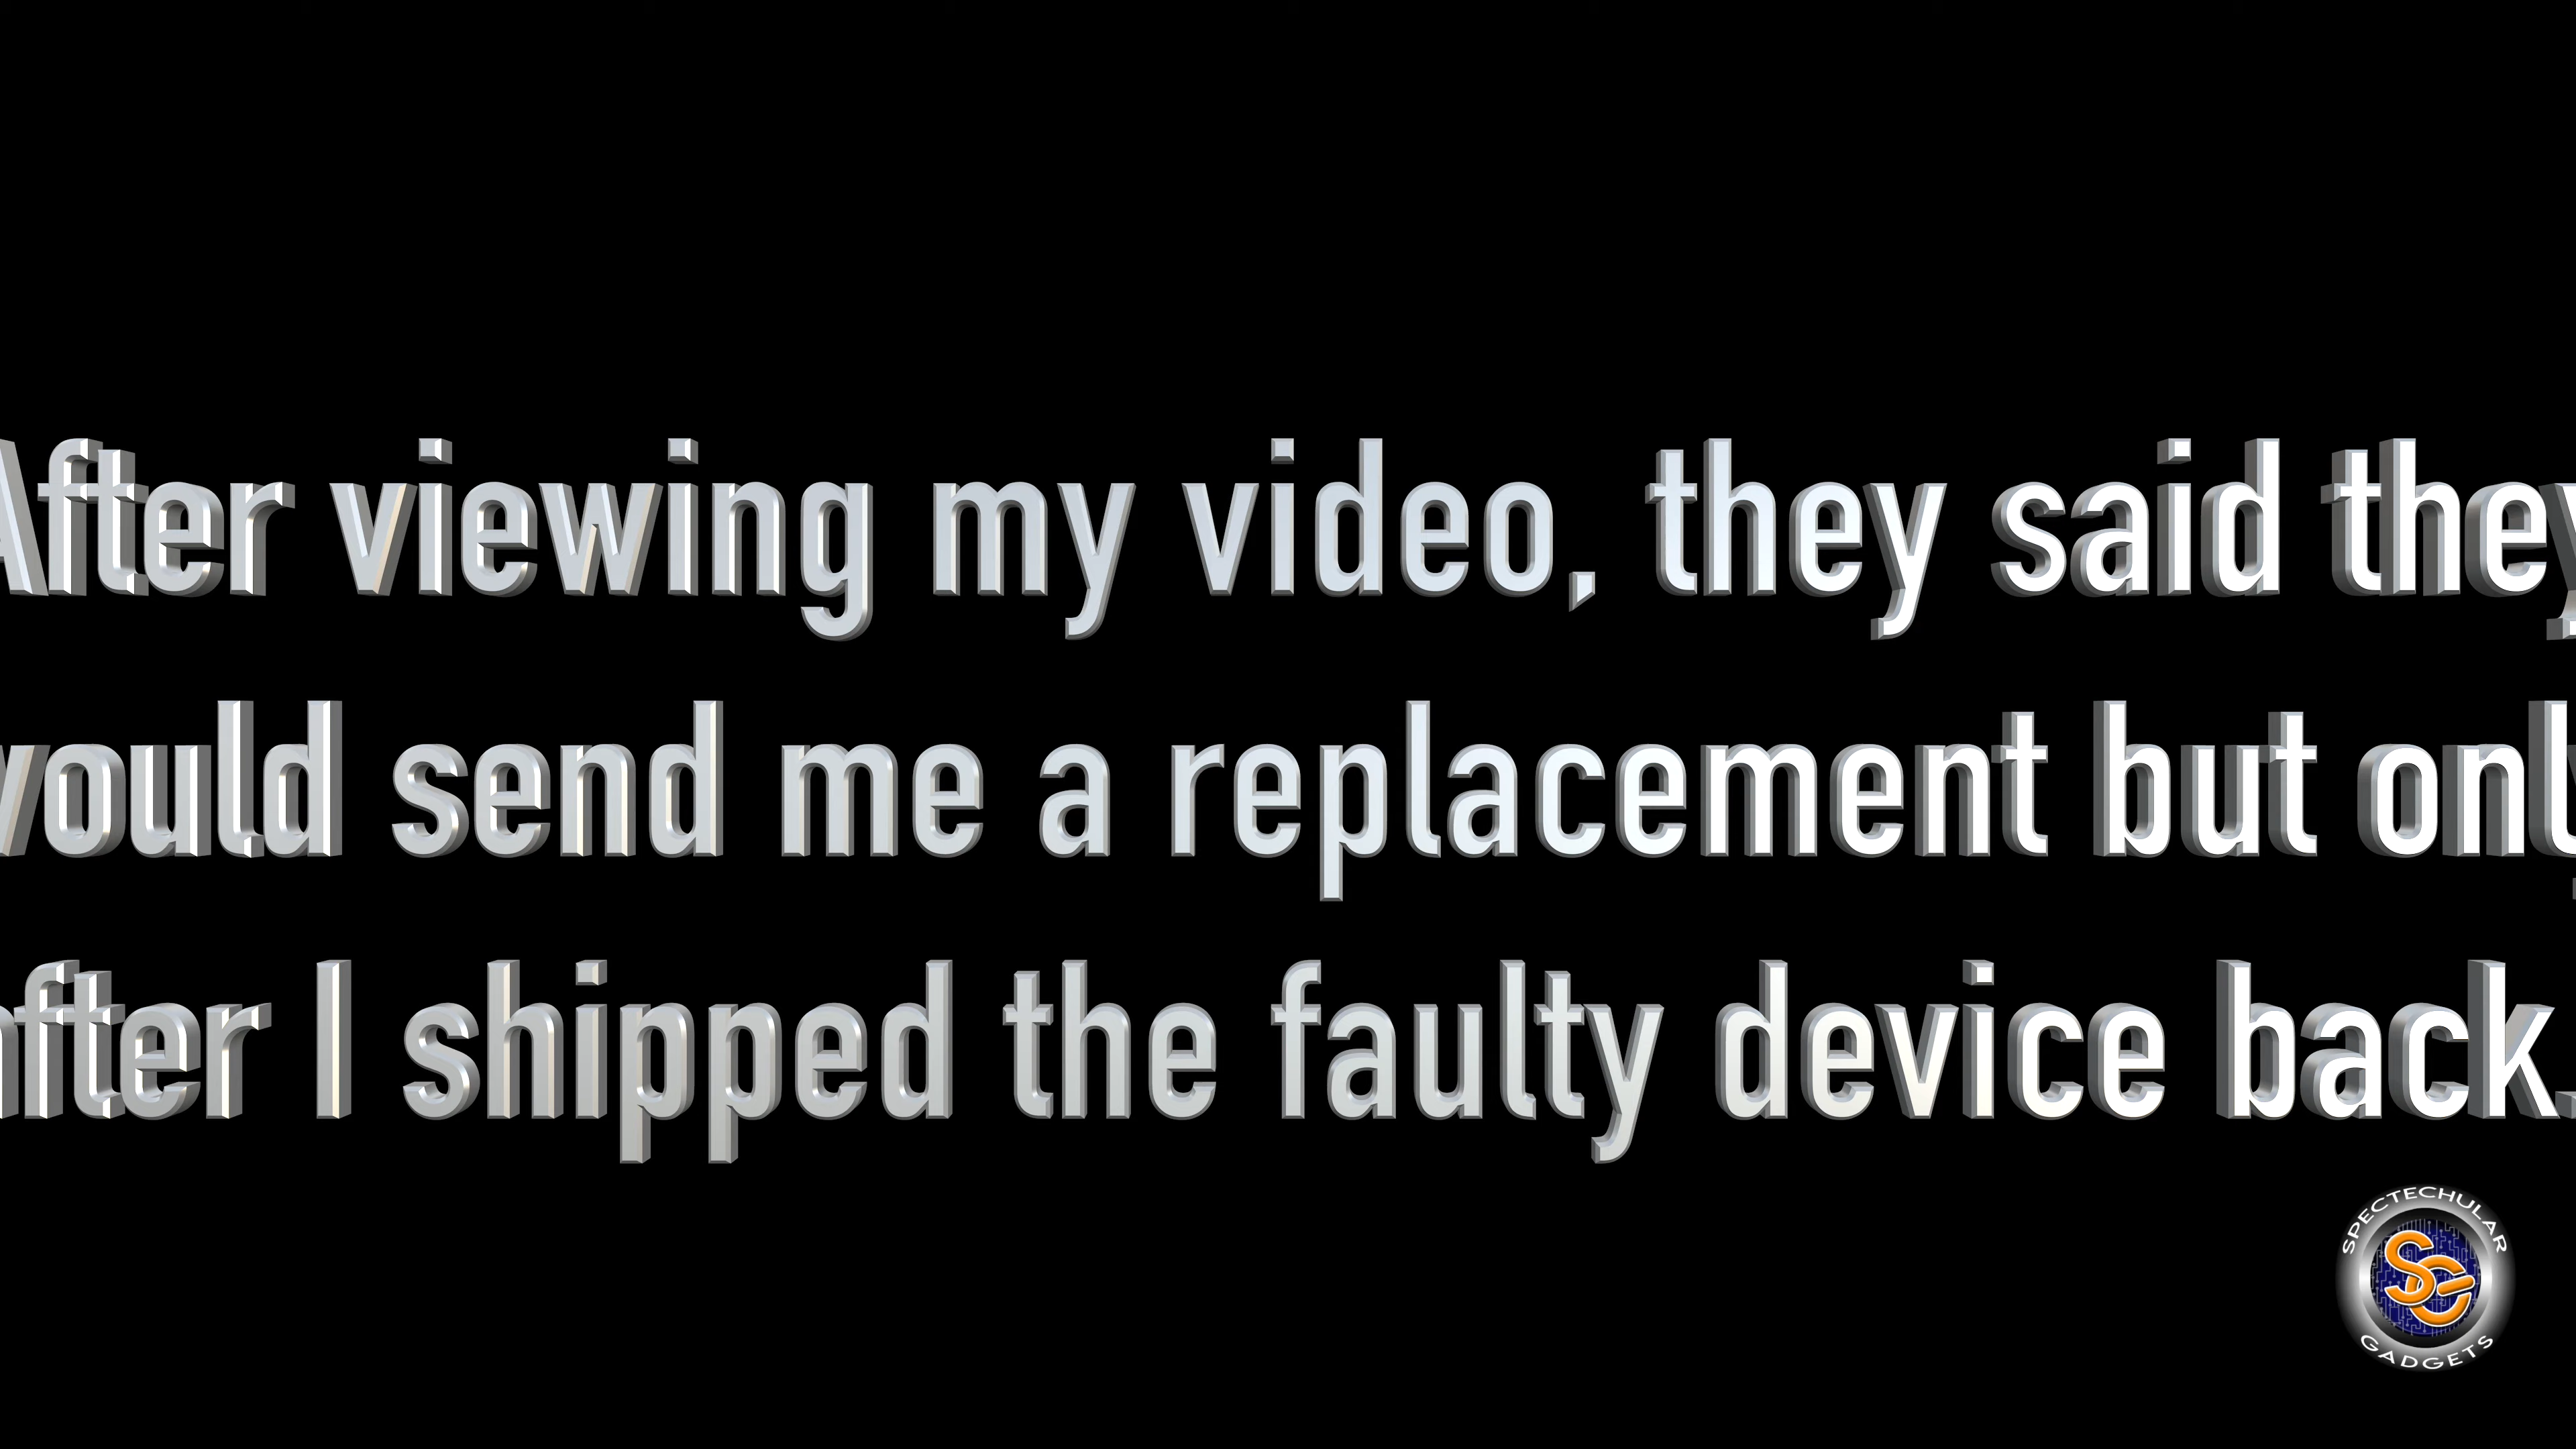 After viewing my video, they said they
would send me a replacement but only
after I shipped the faulty device back.
SPECTECHULAR
SG
GADGETS